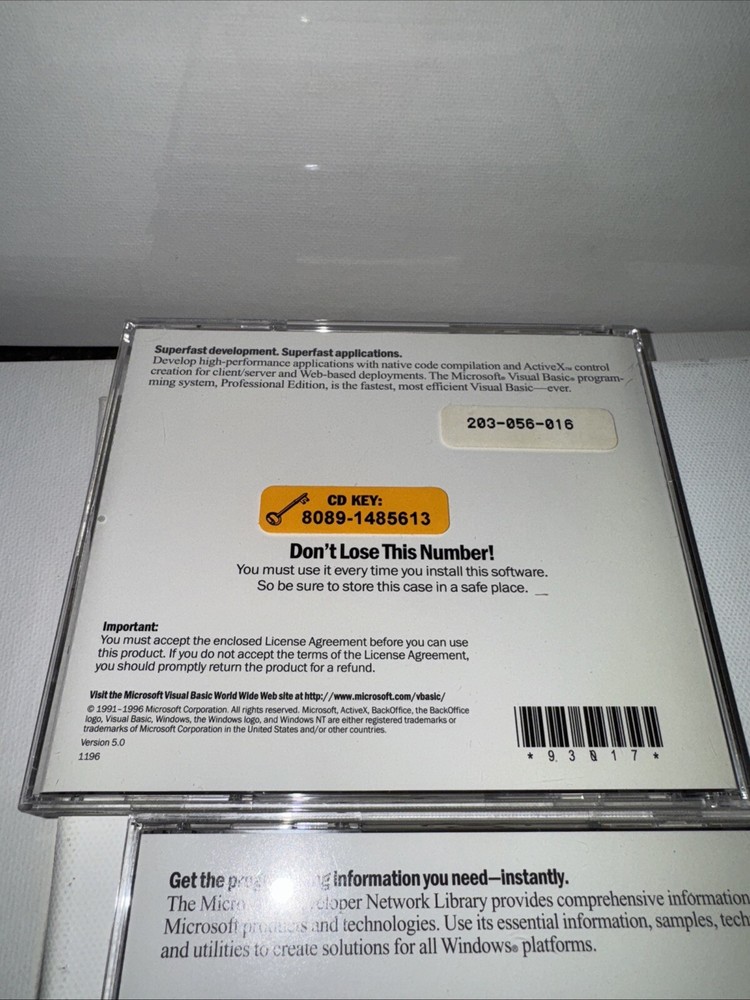 Superfast development. Superfast applications.
Develop high-performance applications with native code compilation and ActiveX™ control
creation for client/server and Web-based deployments. The Microsoft® Visual Basic® program-
ming system, Professional Edition, is the fastest, most efficient Visual Basic—ever.
203-056-016
CD KEY:
8089-1485613
Don't Lose This Number!
You must use it every time you install this software.
So be sure to store this case in a safe place.
Important:
You must accept the enclosed License Agreement before you can use
this product. If you do not accept the terms of the License Agreement,
you should promptly return the product for a refund.
Visit the Microsoft Visual Basic World Wide Web site at http://www.microsoft.com/vbasic/
© 1991–1996 Microsoft Corporation. All rights reserved. Microsoft, ActiveX, BackOffice, the BackOffice
logo, Visual Basic, Windows, the Windows logo, and Windows NT are either registered trademarks or
trademarks of Microsoft Corporation in the United States and/or other countries.
Version 5.0
1196
*93017*
Get the information you need—instantly.
The Network Library provides comprehensive information
Microsoft and technologies. Use its essential information, samples, tech
and utilities to create solutions for all Windows® platforms.